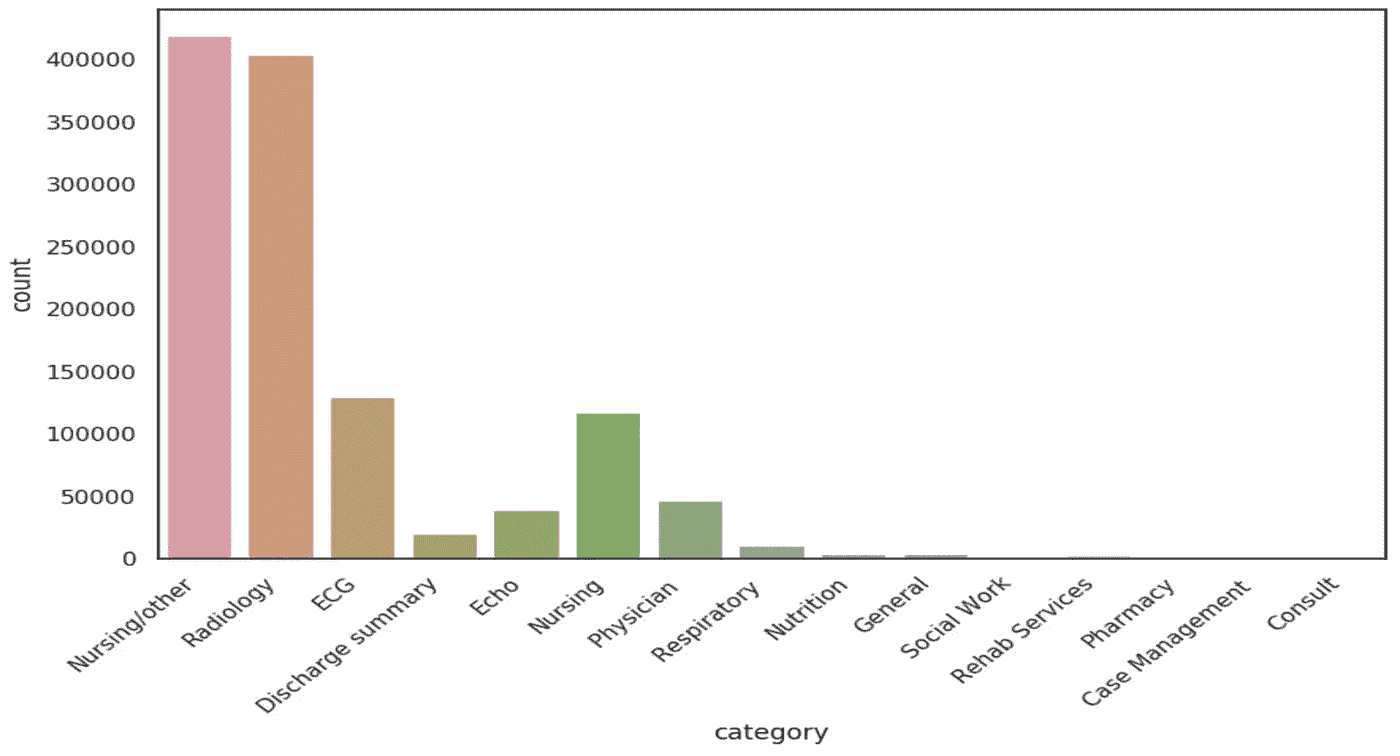 400000
350000
300000
250000
200000
150000
100000
50000
0
count
Nursing/other
Radiology
ECG
Discharge summary
Echo
Nursing
Physician
Respiratory
Nutrition
General
Social Work
Rehab Services
Pharmacy
Case Management
Consult
category